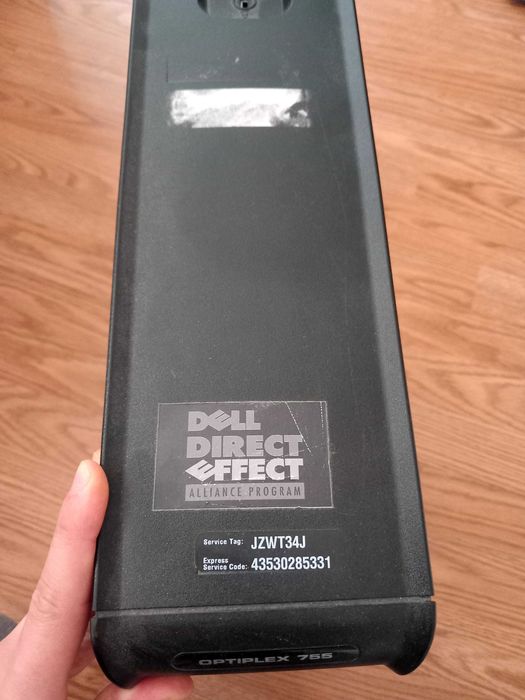 DELL
DIRECT
EFFECT
ALLIANCE PROGRAM
Service Tag: JZWT34J
Express
Service Code: 43530285331
OPTIPLEX 755